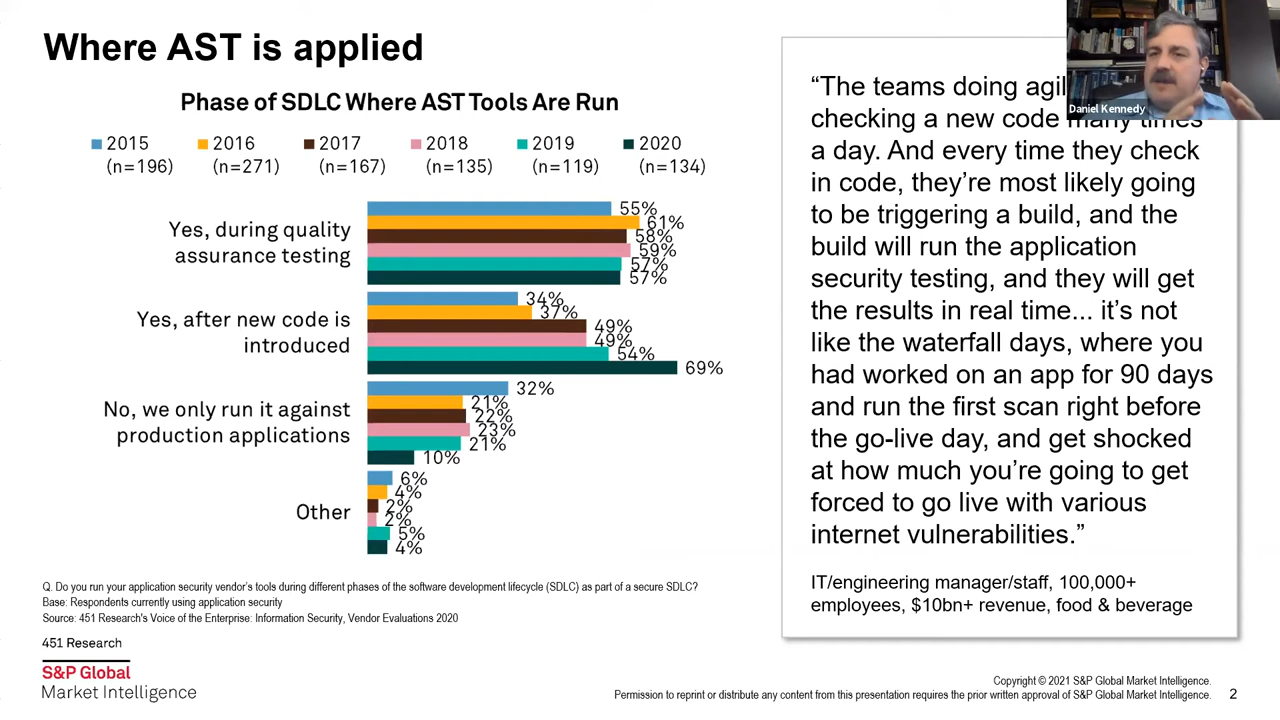 Where AST is applied
Phase of SDLC Where AST Tools Are Run
2015 2016 2017 2018 2019 2020
(n=196) (n=271) (n=167) (n=135) (n=119) (n=134)
Yes, during quality
assurance testing
55%
61%
58%
59%
57%
57%
Yes, after new code is
introduced
34%
37%
49%
49%
54%
69%
No, we only run it against
production applications
32%
21%
22%
23%
21%
10%
Other
6%
4%
2%
2%
5%
4%
Q. Do you run your application security vendor’s tools during different phases of the software development lifecycle (SDLC) as part of a secure SDLC?
Base: Respondents currently using application security
Source: 451 Research's Voice of the Enterprise: Information Security, Vendor Evaluations 2020
451 Research
S&P Global
Market Intelligence
“The teams doing agil
checking a new code many times
a day. And every time they check
in code, they’re most likely going
to be triggering a build, and the
build will run the application
security testing, and they will get
the results in real time... it’s not
like the waterfall days, where you
had worked on an app for 90 days
and run the first scan right before
the go-live day, and get shocked
at how much you’re going to get
forced to go live with various
internet vulnerabilities.”
IT/engineering manager/staff, 100,000+
employees, $10bn+ revenue, food & beverage
Daniel Kennedy
Copyright © 2021 S&P Global Market Intelligence.
Permission to reprint or distribute any content from this presentation requires the prior written approval of S&P Global Market Intelligence.
2